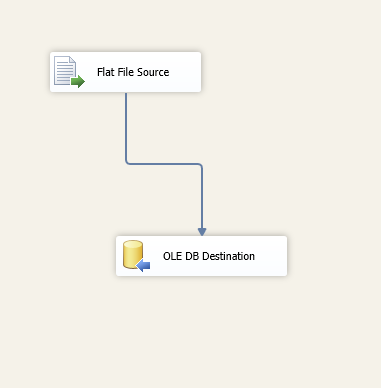 Flat File Source
OLE DB Destination